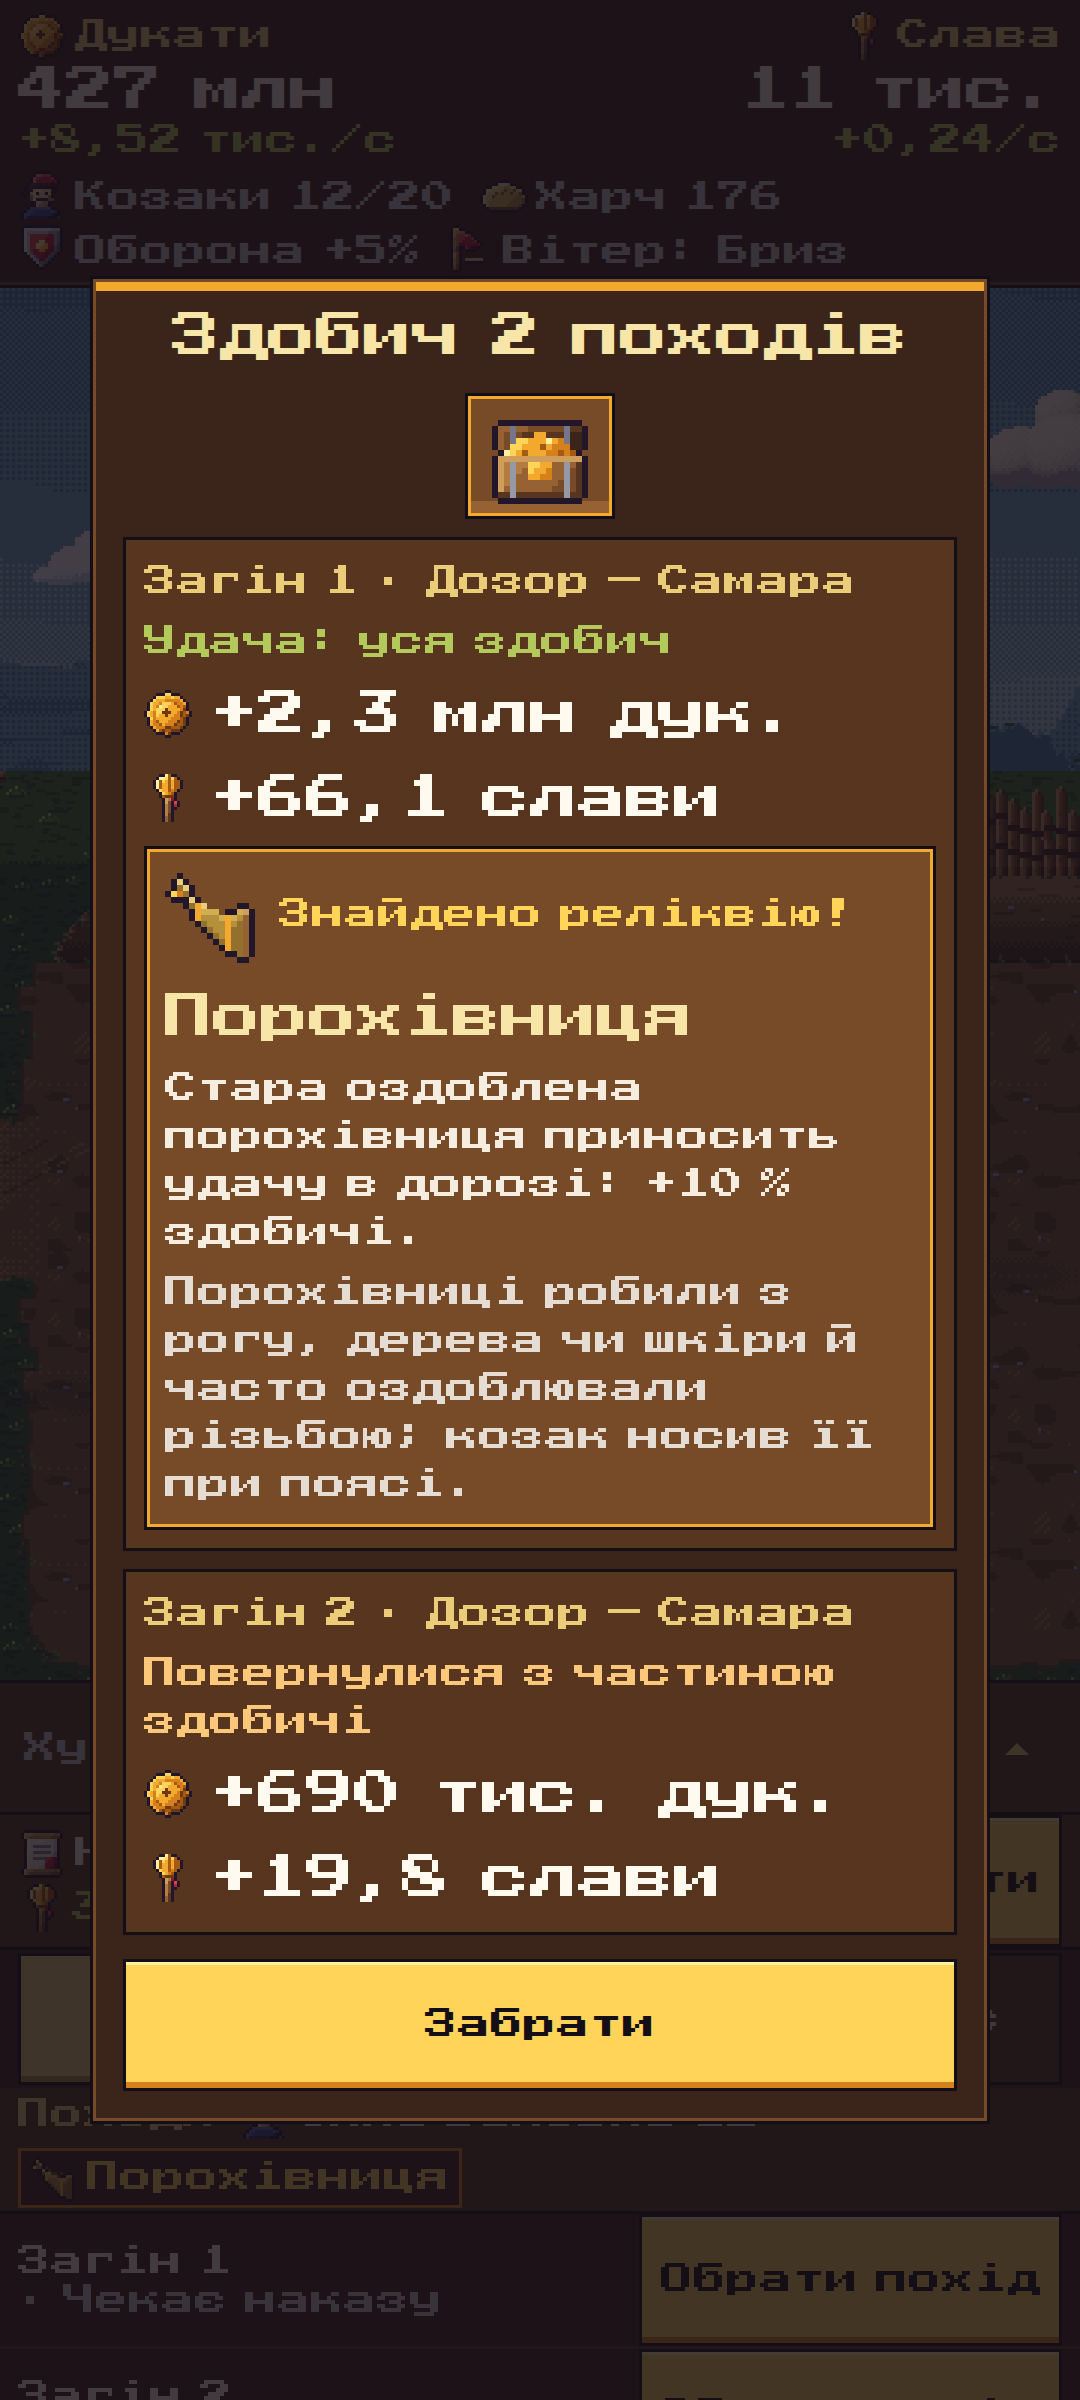 Дукати
Слава
427 млн
11 тис.
+8,52 тис./с
+0,24/с
Козаки 12/20
Харч 176
Оборона +5%
Вітер: Бриз
Здобич 2 походів
Загін 1 · Дозор — Самара
Удача: уся здобич
+2,3 млн дук.
+66,1 слави
Знайдено реліквію!
Порохівниця
Стара оздоблена
порохівниця приносить
удачу в дорозі: +10 %
здобичі.
Порохівниці робили з
рогу, дерева чи шкіри й
часто оздоблювали
різьбою; козак носив її
при поясі.
Загін 2 · Дозор — Самара
Повернулися з частиною
здобичі
+690 тис. дук.
+19,8 слави
Забрати
Порохівниця
Загін 1
· Чекає наказу
Обрати похід
Загін 2